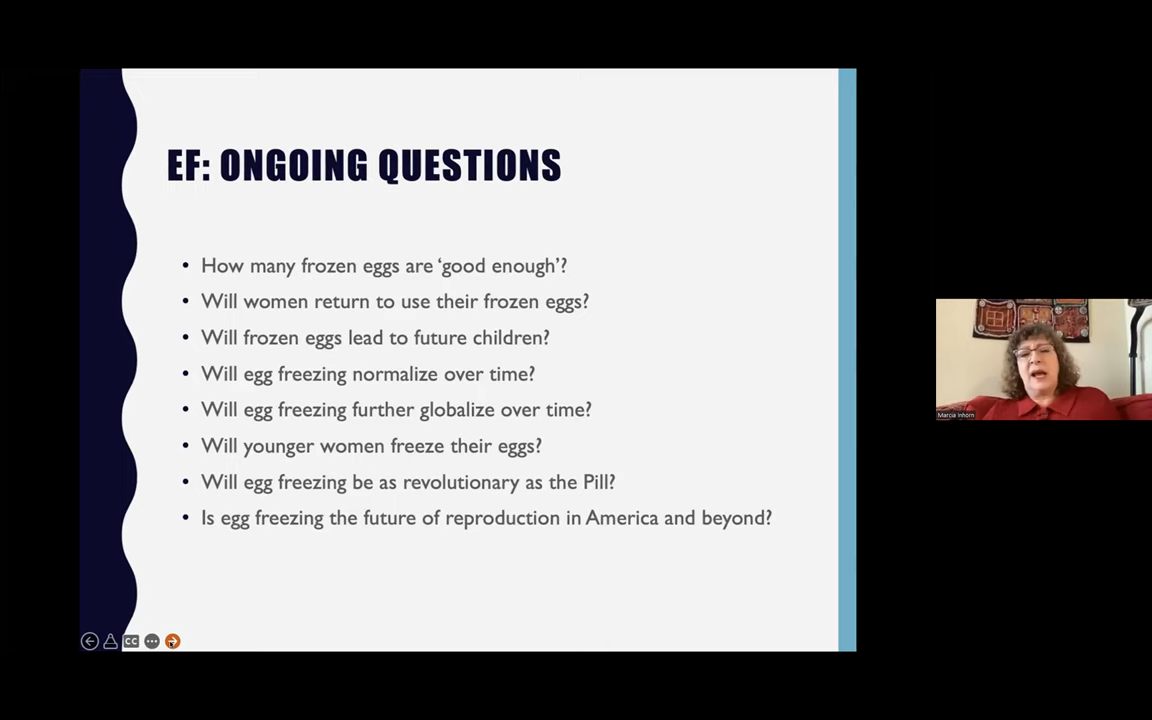 EF: ONGOING QUESTIONS
• How many frozen eggs are ‘good enough’?
• Will women return to use their frozen eggs?
• Will frozen eggs lead to future children?
• Will egg freezing normalize over time?
• Will egg freezing further globalize over time?
• Will younger women freeze their eggs?
• Will egg freezing be as revolutionary as the Pill?
• Is egg freezing the future of reproduction in America and beyond?
CC
Marcia Inhorn